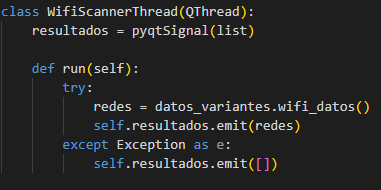 class WifiScannerThread(QThread):
    resultados = pyqtSignal(list)

    def run(self):
        try:
            redes = datos_variantes.wifi_datos()
            self.resultados.emit(redes)
        except Exception as e:
            self.resultados.emit([])